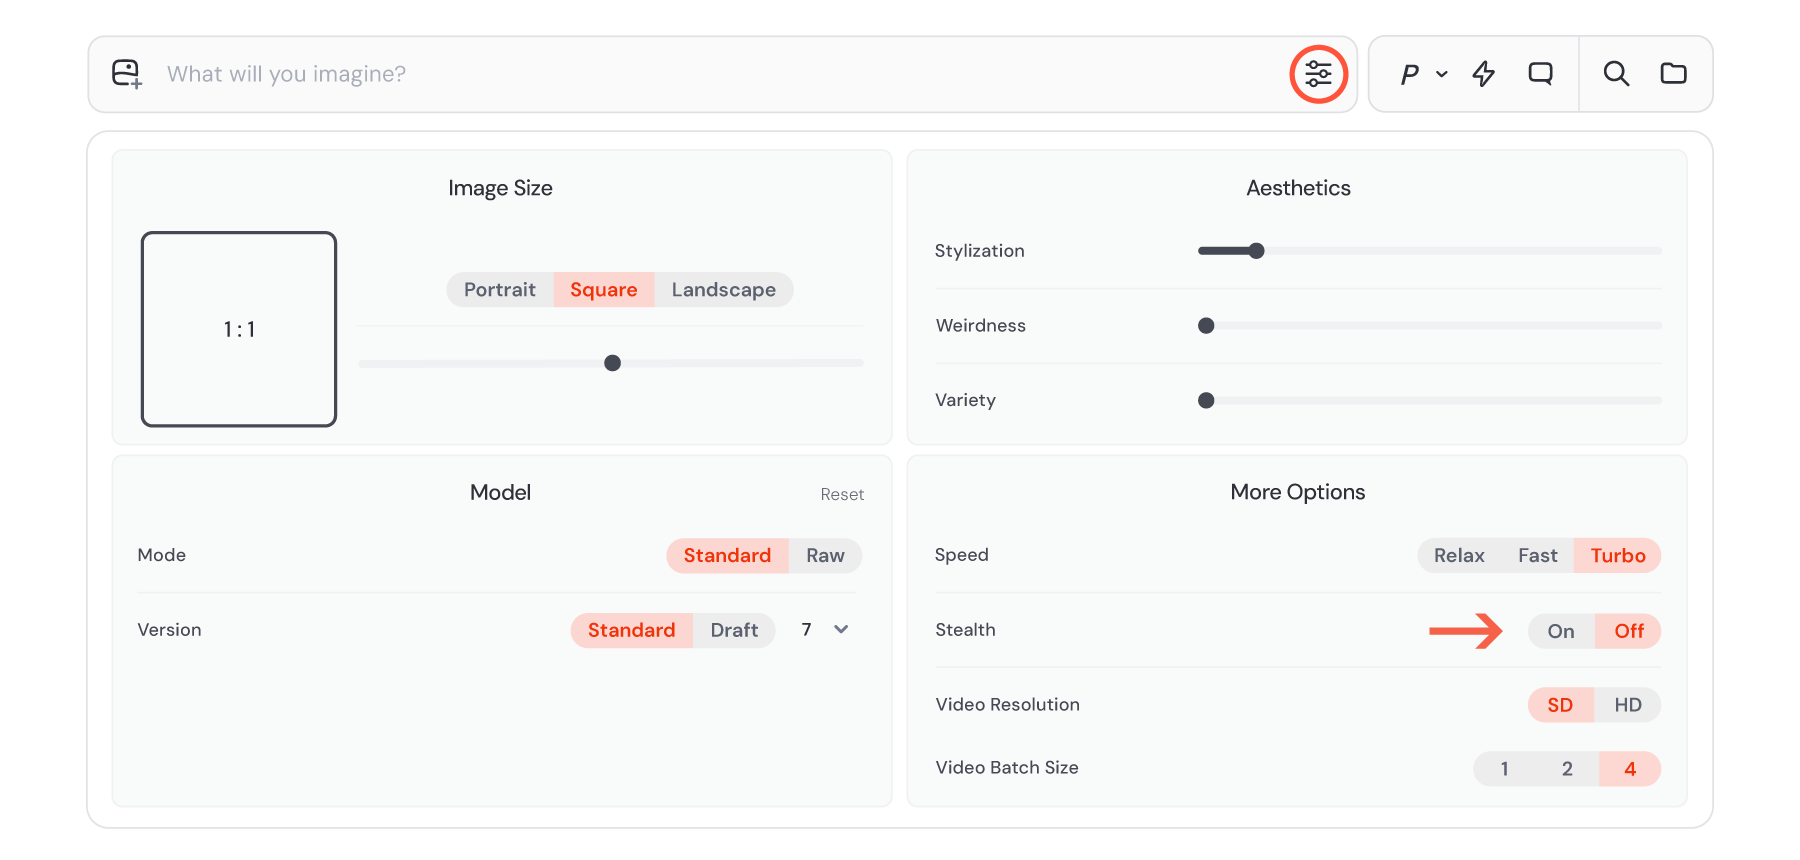 What will you imagine?
P
Image Size
1:1
Portrait Square Landscape
Aesthetics
Stylization
Weirdness
Variety
Model
Reset
Mode Standard Raw
Version Standard Draft 7
More Options
Speed Relax Fast Turbo
Stealth On Off
Video Resolution SD HD
Video Batch Size 1 2 4